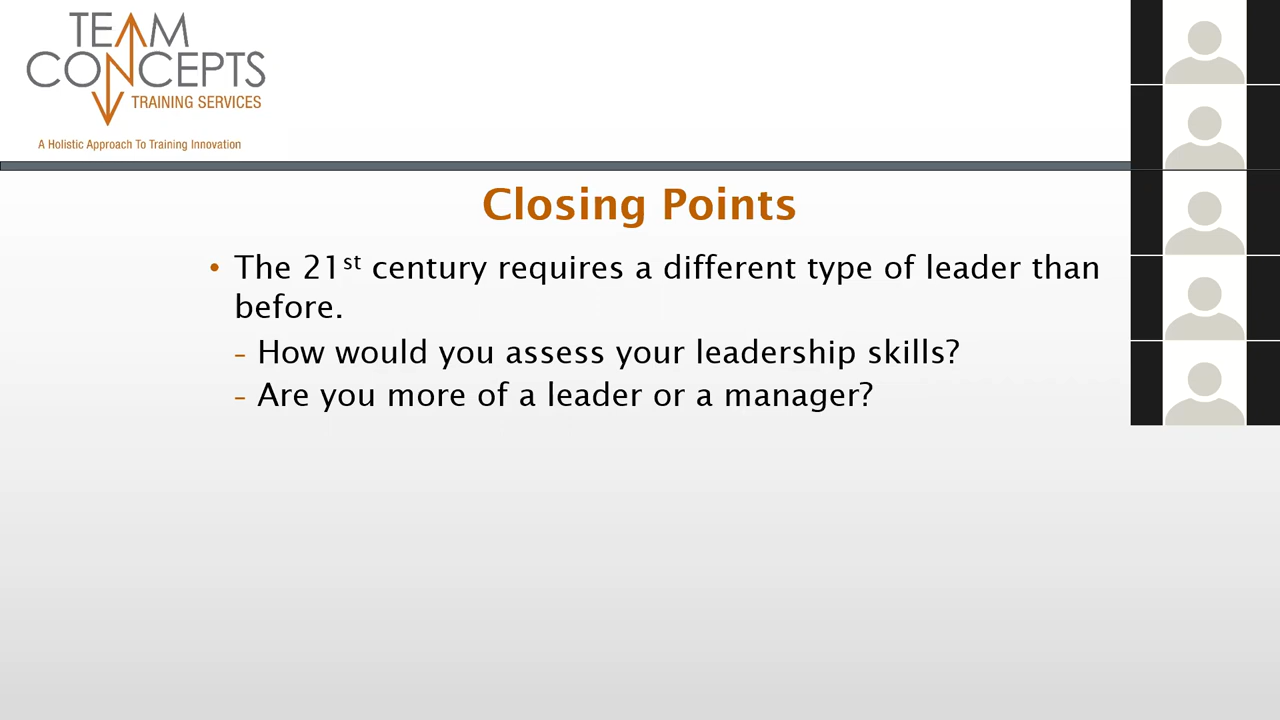 TEAM
CONCEPTS
TRAINING SERVICES
A Holistic Approach To Training Innovation
Closing Points
• The 21st century requires a different type of leader than
before.
– How would you assess your leadership skills?
– Are you more of a leader or a manager?